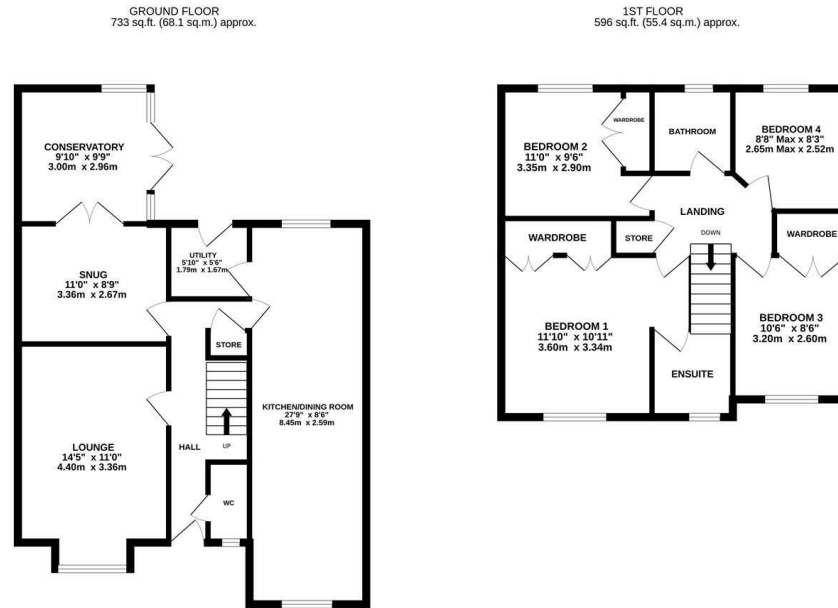 GROUND FLOOR
733 sq.ft. (68.1 sq.m.) approx.
1ST FLOOR
596 sq.ft. (55.4 sq.m.) approx.
CONSERVATORY
9'10" x 9'9"
3.00m x 2.96m
SNUG
11'0" x 8'9"
3.36m x 2.67m
UTILITY
5'10" x 5'6"
1.79m x 1.67m
STORE
KITCHEN/DINING ROOM
27'9" x 8'6"
8.45m x 2.59m
LOUNGE
14'5" x 11'0"
4.40m x 3.36m
HALL
UP
WC
BEDROOM 2
11'0" x 9'6"
3.35m x 2.90m
WARDROBE
BATHROOM
BEDROOM 4
8'8" Max x 8'3"
2.65m Max x 2.52m
LANDING
DOWN
WARDROBE
STORE
WARDROBE
BEDROOM 1
11'10" x 10'11"
3.60m x 3.34m
BEDROOM 3
10'6" x 8'6"
3.20m x 2.60m
ENSUITE